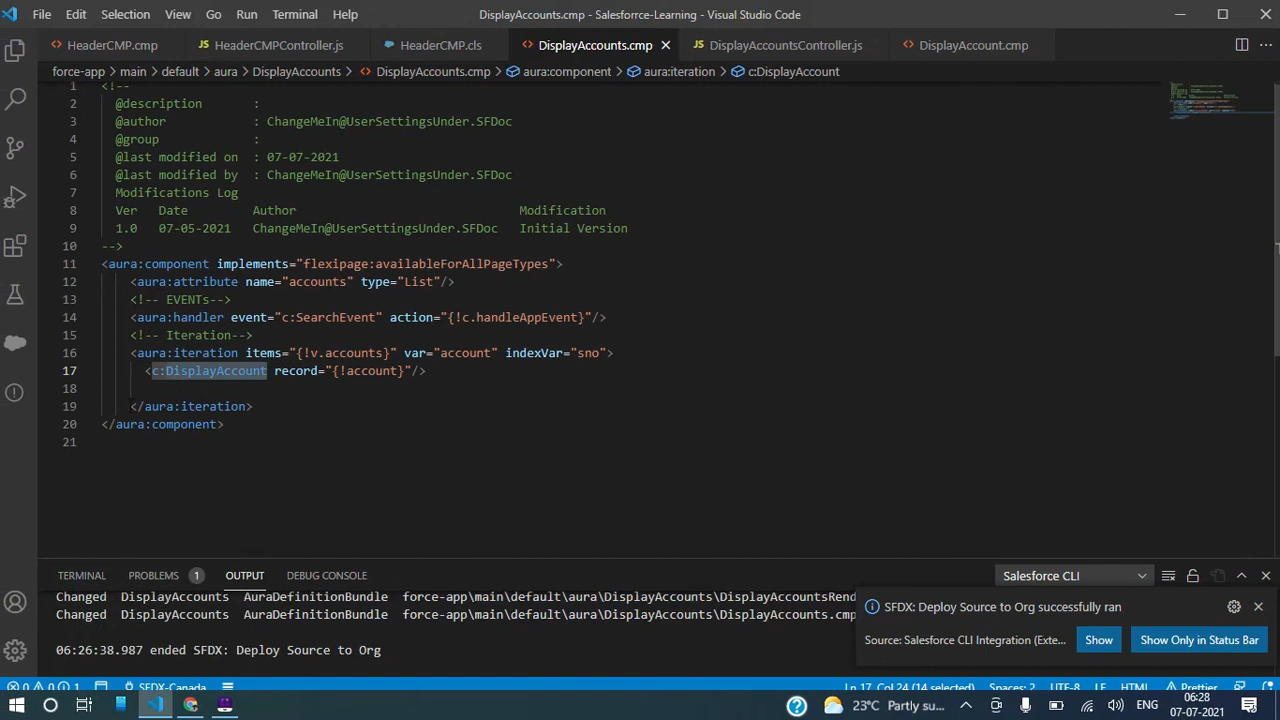 File Edit Selection View Go Run Terminal Help DisplayAccounts.cmp - Salesforrce-Learning - Visual Studio Code
HeaderCMP.cmp HeaderCMPController.js HeaderCMP.cls DisplayAccounts.cmp DisplayAccountsController.js DisplayAccount.cmp
force-app > main > default > aura > DisplayAccounts > DisplayAccounts.cmp > aura:component > aura:iteration > c:DisplayAccount
1 <!--
2 @description :
3 @author : ChangeMeIn@UserSettingsUnder.SFDoc
4 @group :
5 @last modified on : 07-07-2021
6 @last modified by : ChangeMeIn@UserSettingsUnder.SFDoc
7 Modifications Log
8 Ver Date Author Modification
9 1.0 07-05-2021 ChangeMeIn@UserSettingsUnder.SFDoc Initial Version
10 -->
11 <aura:component implements="flexipage:availableForAllPageTypes">
12 <aura:attribute name="accounts" type="List"/>
13 <!-- EVENTs-->
14 <aura:handler event="c:SearchEvent" action="{!c.handleAppEvent}"/>
15 <!-- Iteration-->
16 <aura:iteration items="{!v.accounts}" var="account" indexVar="sno">
17 <c:DisplayAccount record="{!account}"/>
18
19 </aura:iteration>
20 </aura:component>
21
TERMINAL PROBLEMS 1 OUTPUT DEBUG CONSOLE Salesforce CLI
Changed DisplayAccounts AuraDefinitionBundle force-app\main\default\aura\DisplayAccounts\DisplayAccountsRend
Changed DisplayAccounts AuraDefinitionBundle force-app\main\default\aura\DisplayAccounts\DisplayAccounts.cmp
06:26:38.987 ended SFDX: Deploy Source to Org
SFDX: Deploy Source to Org successfully ran
Source: Salesforce CLI Integration (Exte... Show Show Only in Status Bar
0 0 1 SFDX-Canada Ln 17, Col 24 (14 selected) Spaces: 2 UTF-8 LF HTML Prettier
23°C Partly su... ENG 06:28
07-07-2021